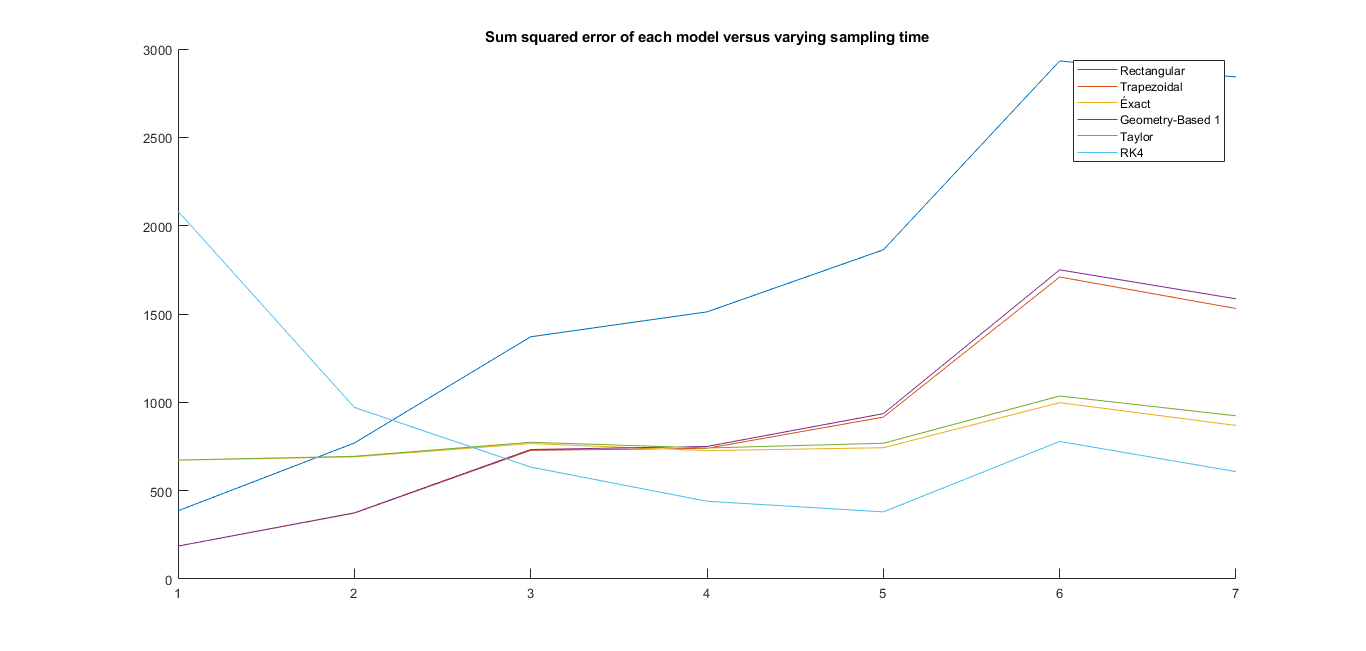 Sum squared error of each model versus varying sampling time
3000
2500
2000
1500
1000
500
0
1 2 3 4 5 6 7
Rectangular
Trapezoidal
Éxact
Geometry-Based 1
Taylor
RK4